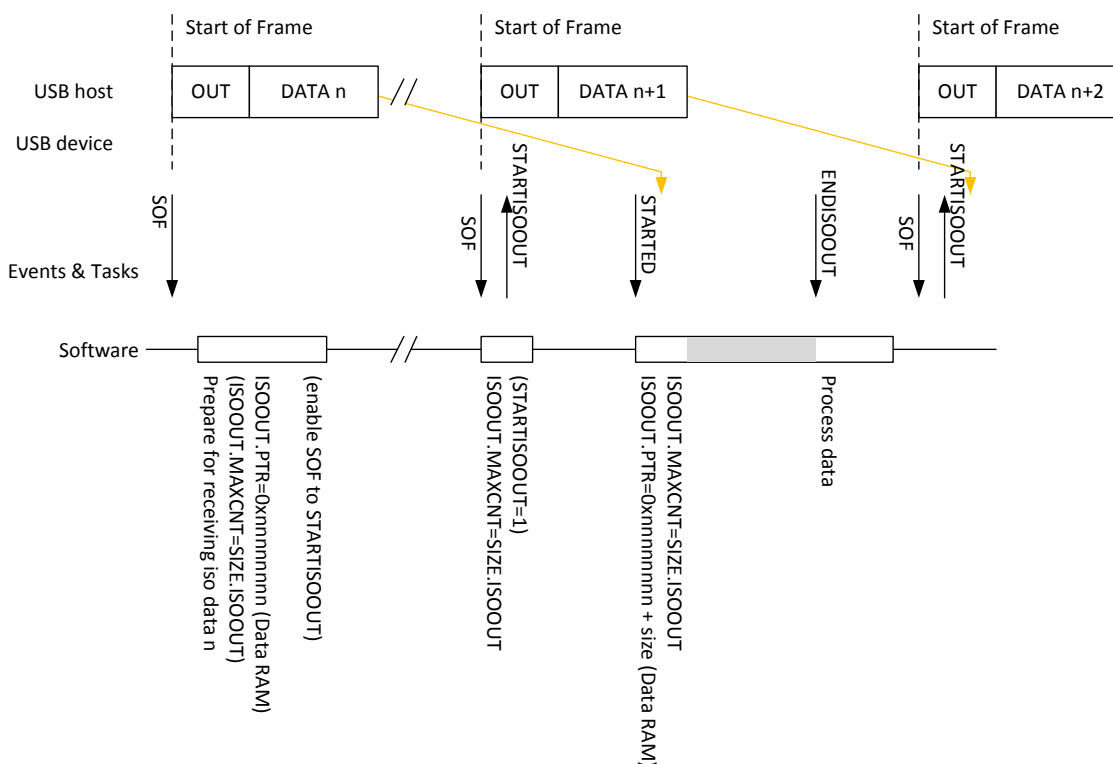 Start of Frame
Start of Frame
Start of Frame
USB host
OUT
DATA n
OUT
DATA n+1
OUT
DATA n+2
USB device
SOF
SOF
STARTISOOUT
STARTED
ENDISOOUT
SOF
STARTISOOUT
Events & Tasks
Software
Prepare for receiving iso data n
(ISOOUT.MAXCNT=SIZE.ISOOUT)
ISOOUT.PTR=0xnnnnnnnn (Data RAM)
(enable SOF to STARTISOOUT)
ISOOUT.MAXCNT=SIZE.ISOOUT
(STARTISOOUT=1)
ISOOUT.PTR=0xnnnnnnnn + size (Data RAM)
ISOOUT.MAXCNT=SIZE.ISOOUT
Process data